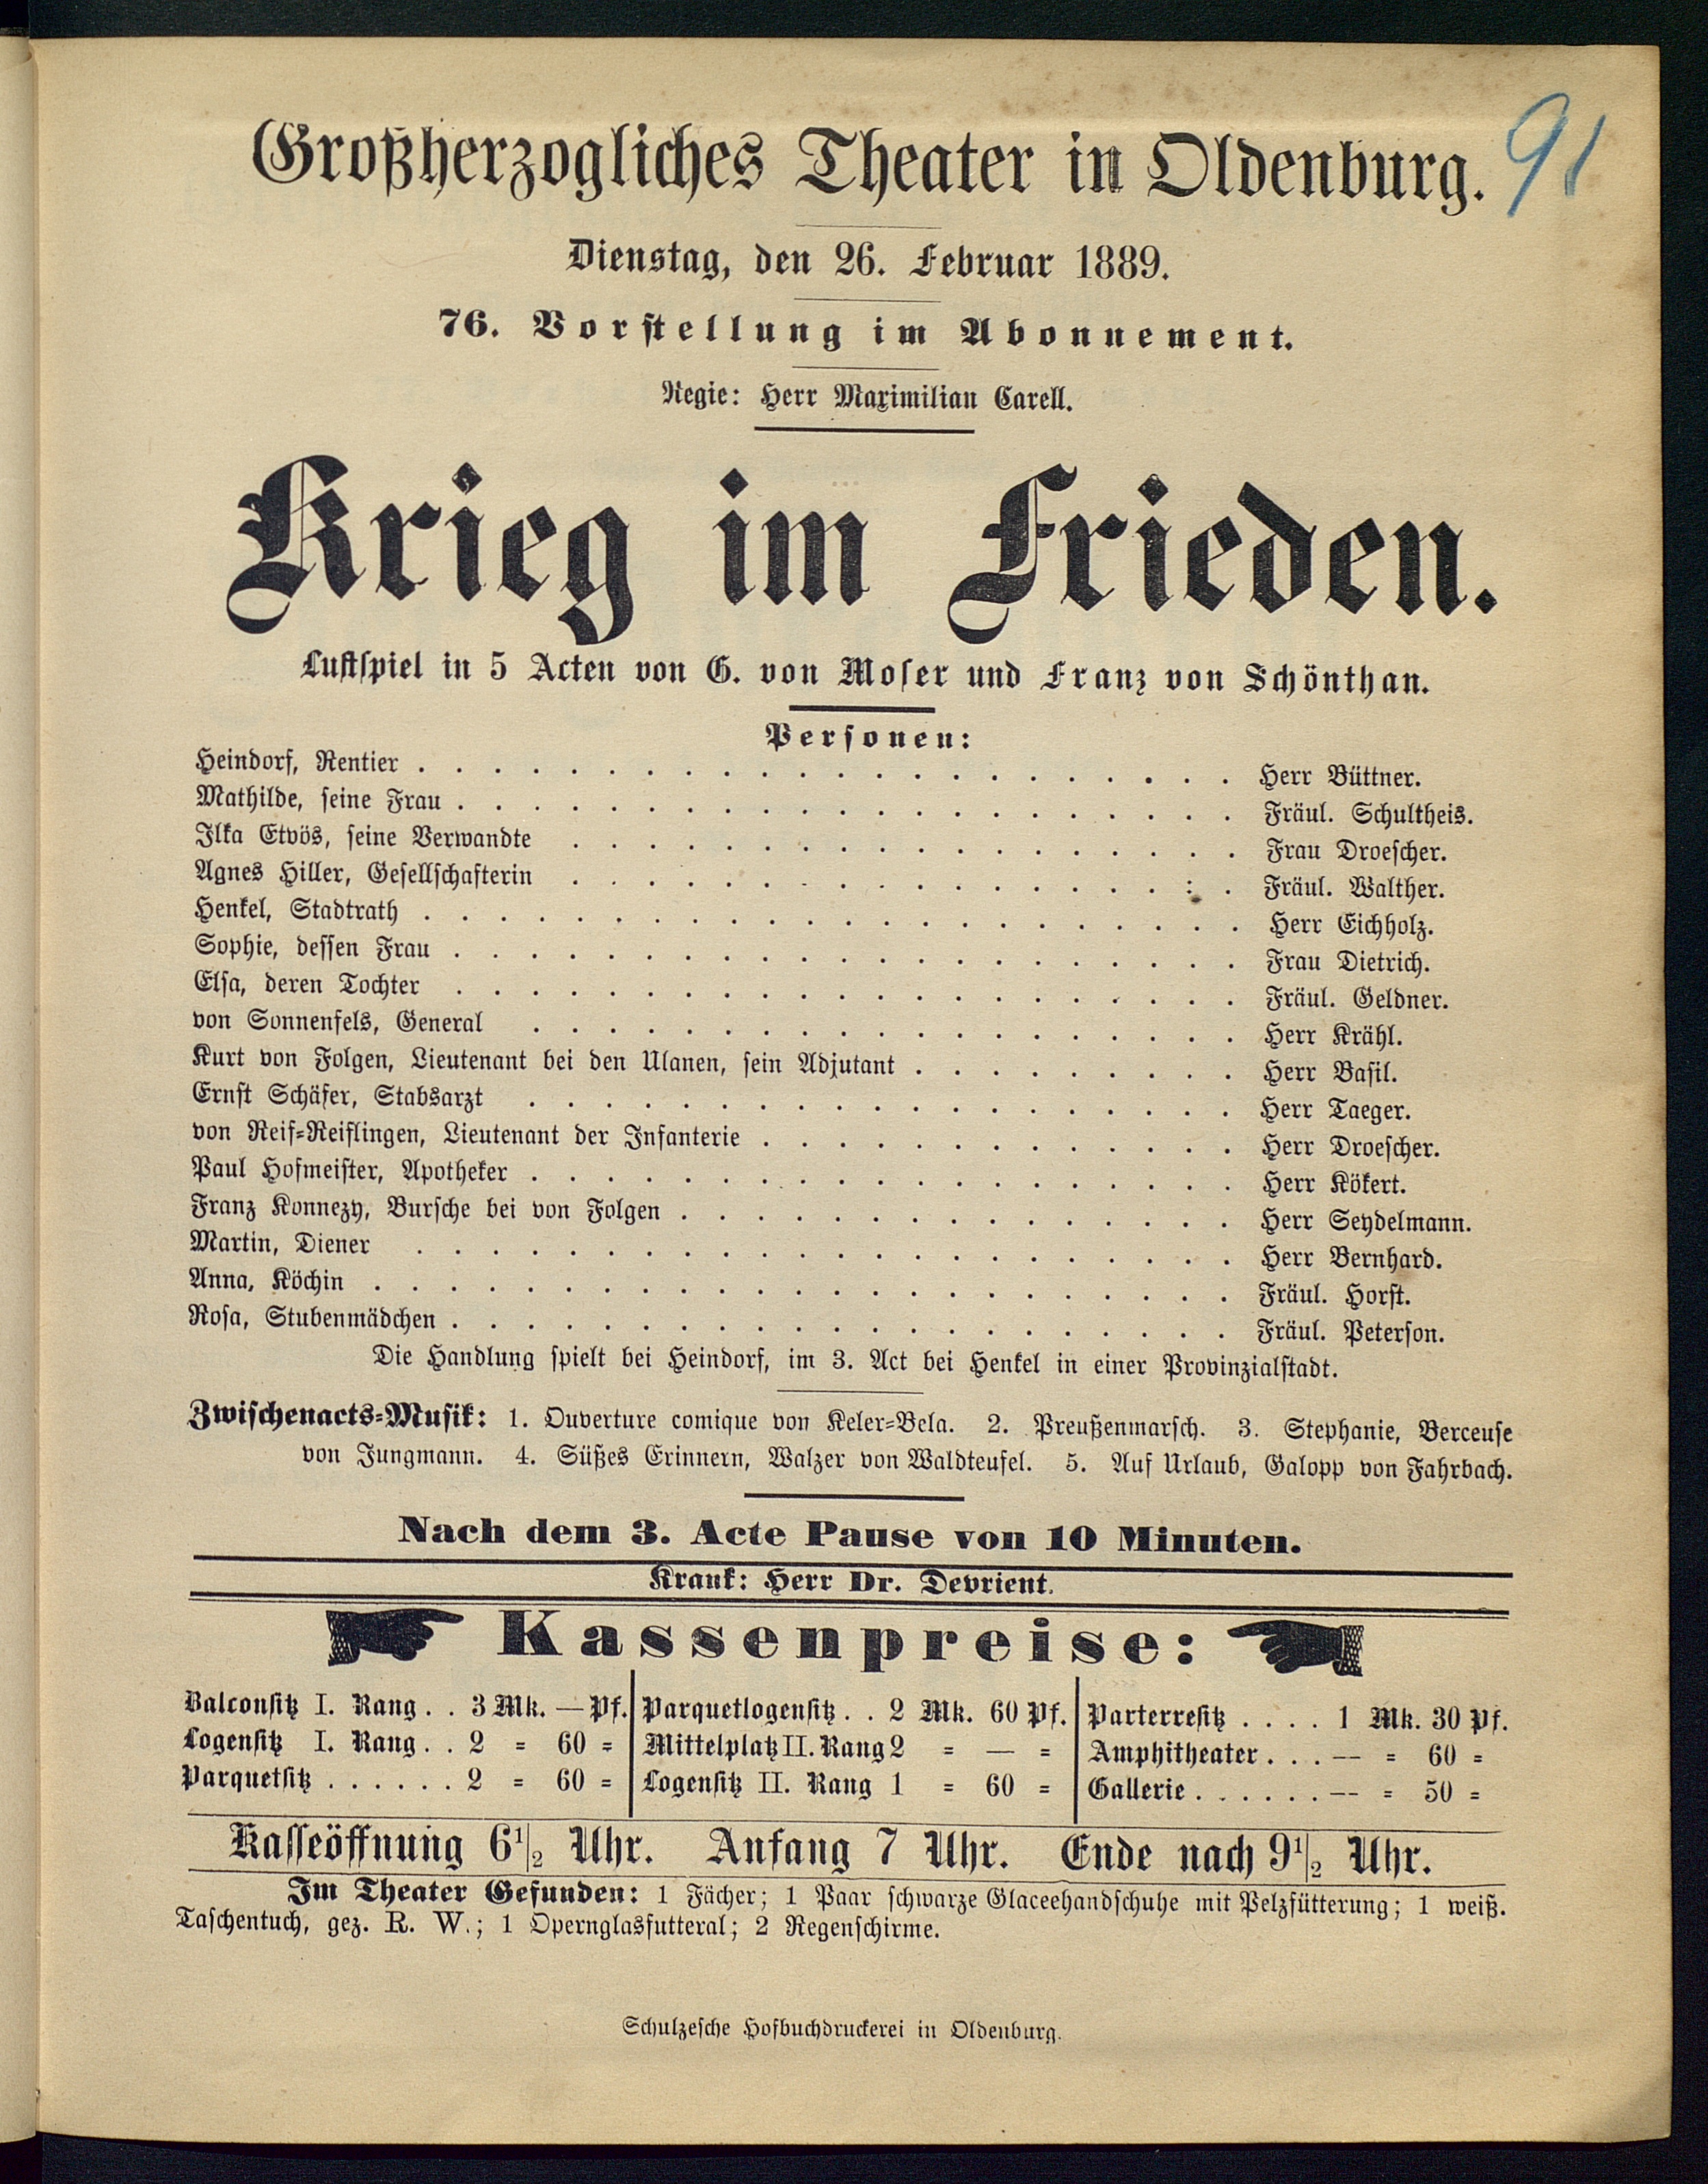 91
Großherzogliches Theater in Oldenburg.
Dienstag, den 26. Februar 1889.
76. Vorstellung im Abonnement.
Regie: Herr Maximilian Carell.
Krieg im Frieden.
Lustspiel in 5 Acten von G. von Moser und Franz von Schönthan.
Personen:
Heindorf, Rentier . . . . . . . . . . Herr Büttner.
Mathilde, seine Frau . . . . . . . . . . Fräul. Schultheis.
Ilka Etvös, seine Verwandte . . . . . . . . . . Frau Droescher.
Agnes Hiller, Gesellschafterin . . . . . . . . . . Fräul. Walther.
Henkel, Stadtrath . . . . . . . . . . Herr Eichholz.
Sophie, dessen Frau . . . . . . . . . . Frau Dietrich.
Elsa, deren Tochter . . . . . . . . . . Fräul. Geldner.
von Sonnenfels, General . . . . . . . . . . Herr Krähl.
Kurt von Folgen, Lieutenant bei den Ulanen, sein Adjutant . . . . . . . . . Herr Basil.
Ernst Schäfer, Stabsarzt . . . . . . . . . . Herr Taeger.
von Reif-Reiflingen, Lieutenant der Infanterie . . . . . . . . . . Herr Droescher.
Paul Hofmeister, Apotheker . . . . . . . . . . Herr Kökert.
Franz Konnezy, Bursche bei von Folgen . . . . . . . . . . Herr Seydelmann.
Martin, Diener . . . . . . . . . . Herr Bernhard.
Anna, Köchin . . . . . . . . . . Fräul. Horst.
Rosa, Stubenmädchen . . . . . . . . . . Fräul. Peterson.
Die Handlung spielt bei Heindorf, im 3. Act bei Henkel in einer Provinzialstadt.
Zwischenacts-Musik: 1. Ouverture comique von Keler-Bela. 2. Preußenmarsch. 3. Stephanie, Berceuse
von Jungmann. 4. Süßes Erinnern, Walzer von Waldteufel. 5. Auf Urlaub, Galopp von Fahrbach.
Nach dem 3. Acte Pause von 10 Minuten.
Krank: Herr Dr. Devrient.
Kassenpreise:
Balconsitz I. Rang . . 3 Mk. — Pf.
Logensitz I. Rang . . 2 = 60 =
Parquetsitz . . . . . . 2 = 60 =
Parquetlogensitz . . 2 Mk. 60 Pf.
Mittelplatz II. Rang 2 = — =
Logensitz II. Rang 1 = 60 =
Parterresitz . . . . 1 Mk. 30 Pf.
Amphitheater . . . — = 60 =
Gallerie . . . . . . — = 50 =
Kasseöffnung 6 1/2 Uhr. Anfang 7 Uhr. Ende nach 9 1/2 Uhr.
Im Theater Gefunden: 1 Fächer; 1 Paar schwarze Glaceehandschuhe mit Pelzfütterung; 1 weiß.
Taschentuch, gez. R. W.; 1 Opernglasfutteral; 2 Regenschirme.
Schulzesche Hofbuchdruckerei in Oldenburg.